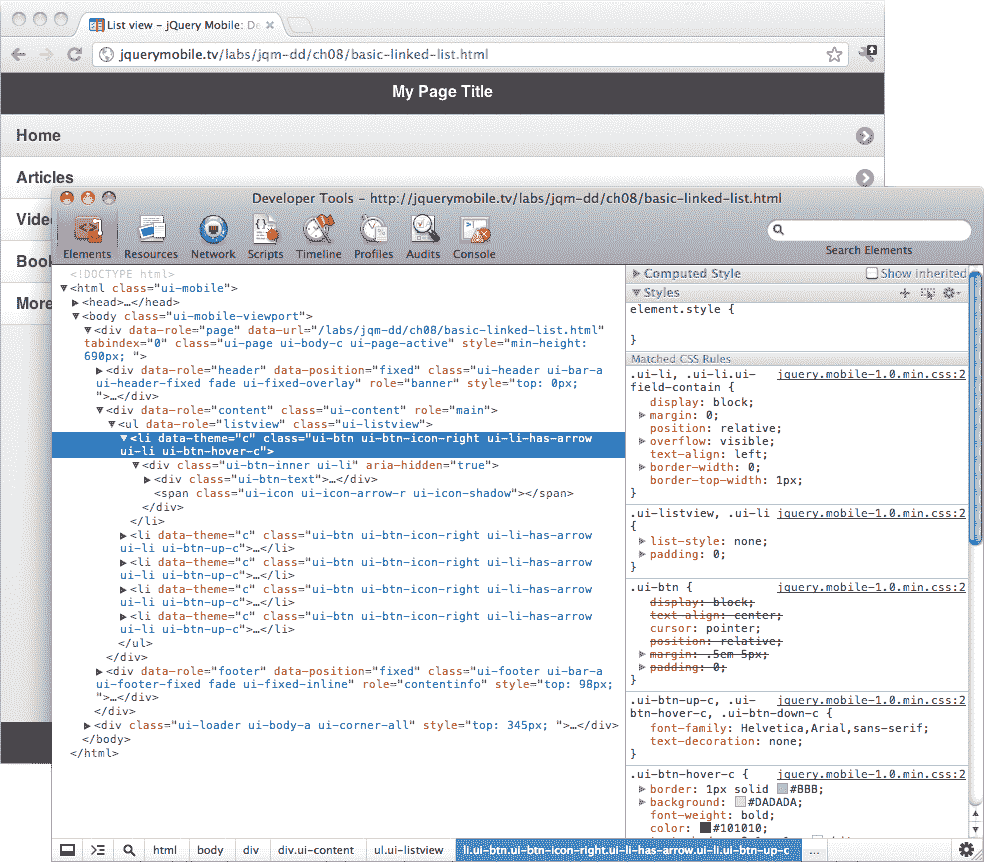 List view - jQuery Mobile: De
jquerymobile.tv/labs/jqm-dd/ch08/basic-linked-list.html
My Page Title
Home
Articles
Vide
Bool
More
Developer Tools - http://jquerymobile.tv/labs/jqm-dd/ch08/basic-linked-list.html
Elements Resources Network Scripts Timeline Profiles Audits Console
Search Elements
<!DOCTYPE html>
<html class="ui-mobile">
<head>…</head>
<body class="ui-mobile-viewport">
<div data-role="page" data-url="/labs/jqm-dd/ch08/basic-linked-list.html"
tabindex="0" class="ui-page ui-body-c ui-page-active" style="min-height:
690px; ">
<div data-role="header" data-position="fixed" class="ui-header ui-bar-a
ui-header-fixed fade ui-fixed-overlay" role="banner" style="top: 0px;
">…</div>
<div data-role="content" class="ui-content" role="main">
<ul data-role="listview" class="ui-listview">
<li data-theme="c" class="ui-btn ui-btn-icon-right ui-li-has-arrow
ui-li ui-btn-hover-c">
<div class="ui-btn-inner ui-li" aria-hidden="true">
<div class="ui-btn-text">…</div>
<span class="ui-icon ui-icon-arrow-r ui-icon-shadow"></span>
</div>
</li>
<li data-theme="c" class="ui-btn ui-btn-icon-right ui-li-has-arrow
ui-li ui-btn-up-c">…</li>
<li data-theme="c" class="ui-btn ui-btn-icon-right ui-li-has-arrow
ui-li ui-btn-up-c">…</li>
<li data-theme="c" class="ui-btn ui-btn-icon-right ui-li-has-arrow
ui-li ui-btn-up-c">…</li>
<li data-theme="c" class="ui-btn ui-btn-icon-right ui-li-has-arrow
ui-li ui-btn-up-c">…</li>
</ul>
</div>
<div data-role="footer" data-position="fixed" class="ui-footer ui-bar-a
ui-footer-fixed fade ui-fixed-inline" role="contentinfo" style="top: 98px;
">…</div>
</div>
<div class="ui-loader ui-body-a ui-corner-all" style="top: 345px; ">…</div>
</body>
</html>
Computed Style Show inherited
Styles
element.style {
}
Matched CSS Rules
.ui-li, .ui-li.ui- jquery.mobile-1.0.min.css:2
field-contain {
display: block;
margin: 0;
position: relative;
overflow: visible;
text-align: left;
border-width: 0;
border-top-width: 1px;
}
.ui-listview, .ui-li jquery.mobile-1.0.min.css:2
{
list-style: none;
padding: 0;
}
.ui-btn { jquery.mobile-1.0.min.css:2
display: block;
text-align: center;
cursor: pointer;
position: relative;
margin: .5em 5px;
padding: 0;
}
.ui-btn-up-c, .ui- jquery.mobile-1.0.min.css:2
btn-hover-c, .ui-btn-down-c {
font-family: Helvetica,Arial,sans-serif;
text-decoration: none;
}
.ui-btn-hover-c { jquery.mobile-1.0.min.css:2
border: 1px solid #BBB;
background: #DADADA;
font-weight: bold;
color: #101010;
html body div div.ui-content ul.ui-listview li.ui-btn.ui-btn-icon-right.ui-li-has-arrow.ui-li.ui-btn-up-c ...